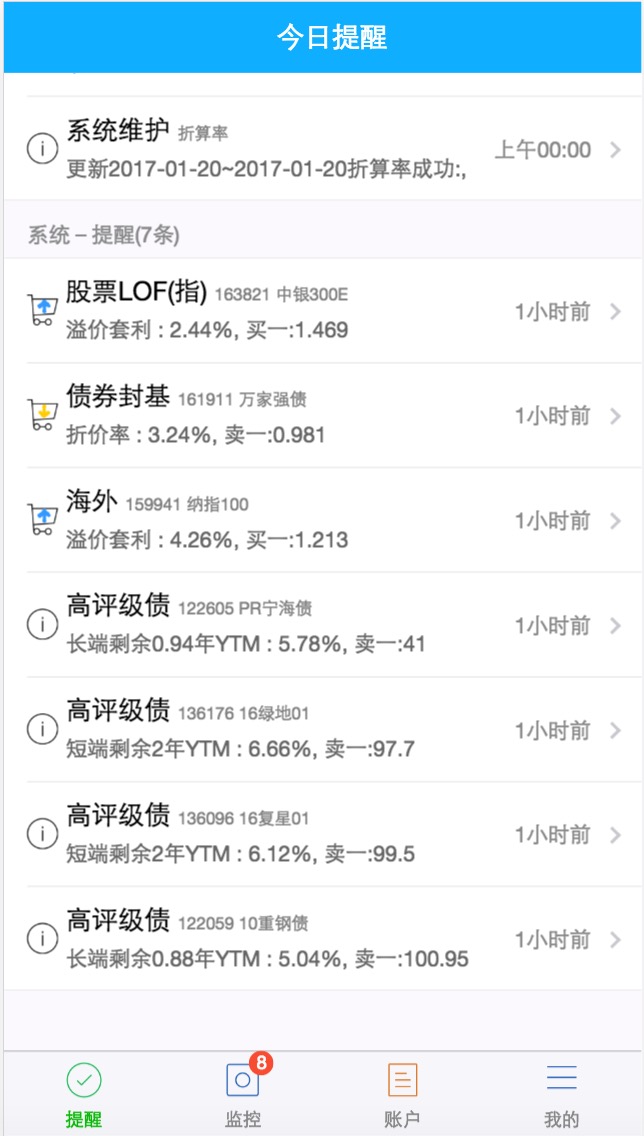 今日提醒
系统维护 折算率
更新2017-01-20~2017-01-20折算率成功:,
上午00:00
系统 – 提醒(7条)
股票LOF(指) 163821 中银300E
溢价套利 : 2.44%, 买一:1.469
1小时前
债券封基 161911 万家强债
折价率 : 3.24%, 卖一:0.981
1小时前
海外 159941 纳指100
溢价套利 : 4.26%, 买一:1.213
1小时前
高评级债 122605 PR宁海债
长端剩余0.94年YTM : 5.78%, 卖一:41
1小时前
高评级债 136176 16绿地01
短端剩余2年YTM : 6.66%, 卖一:97.7
1小时前
高评级债 136096 16复星01
短端剩余2年YTM : 6.12%, 卖一:99.5
1小时前
高评级债 122059 10重钢债
长端剩余0.88年YTM : 5.04%, 卖一:100.95
1小时前
8
提醒 监控 账户 我的